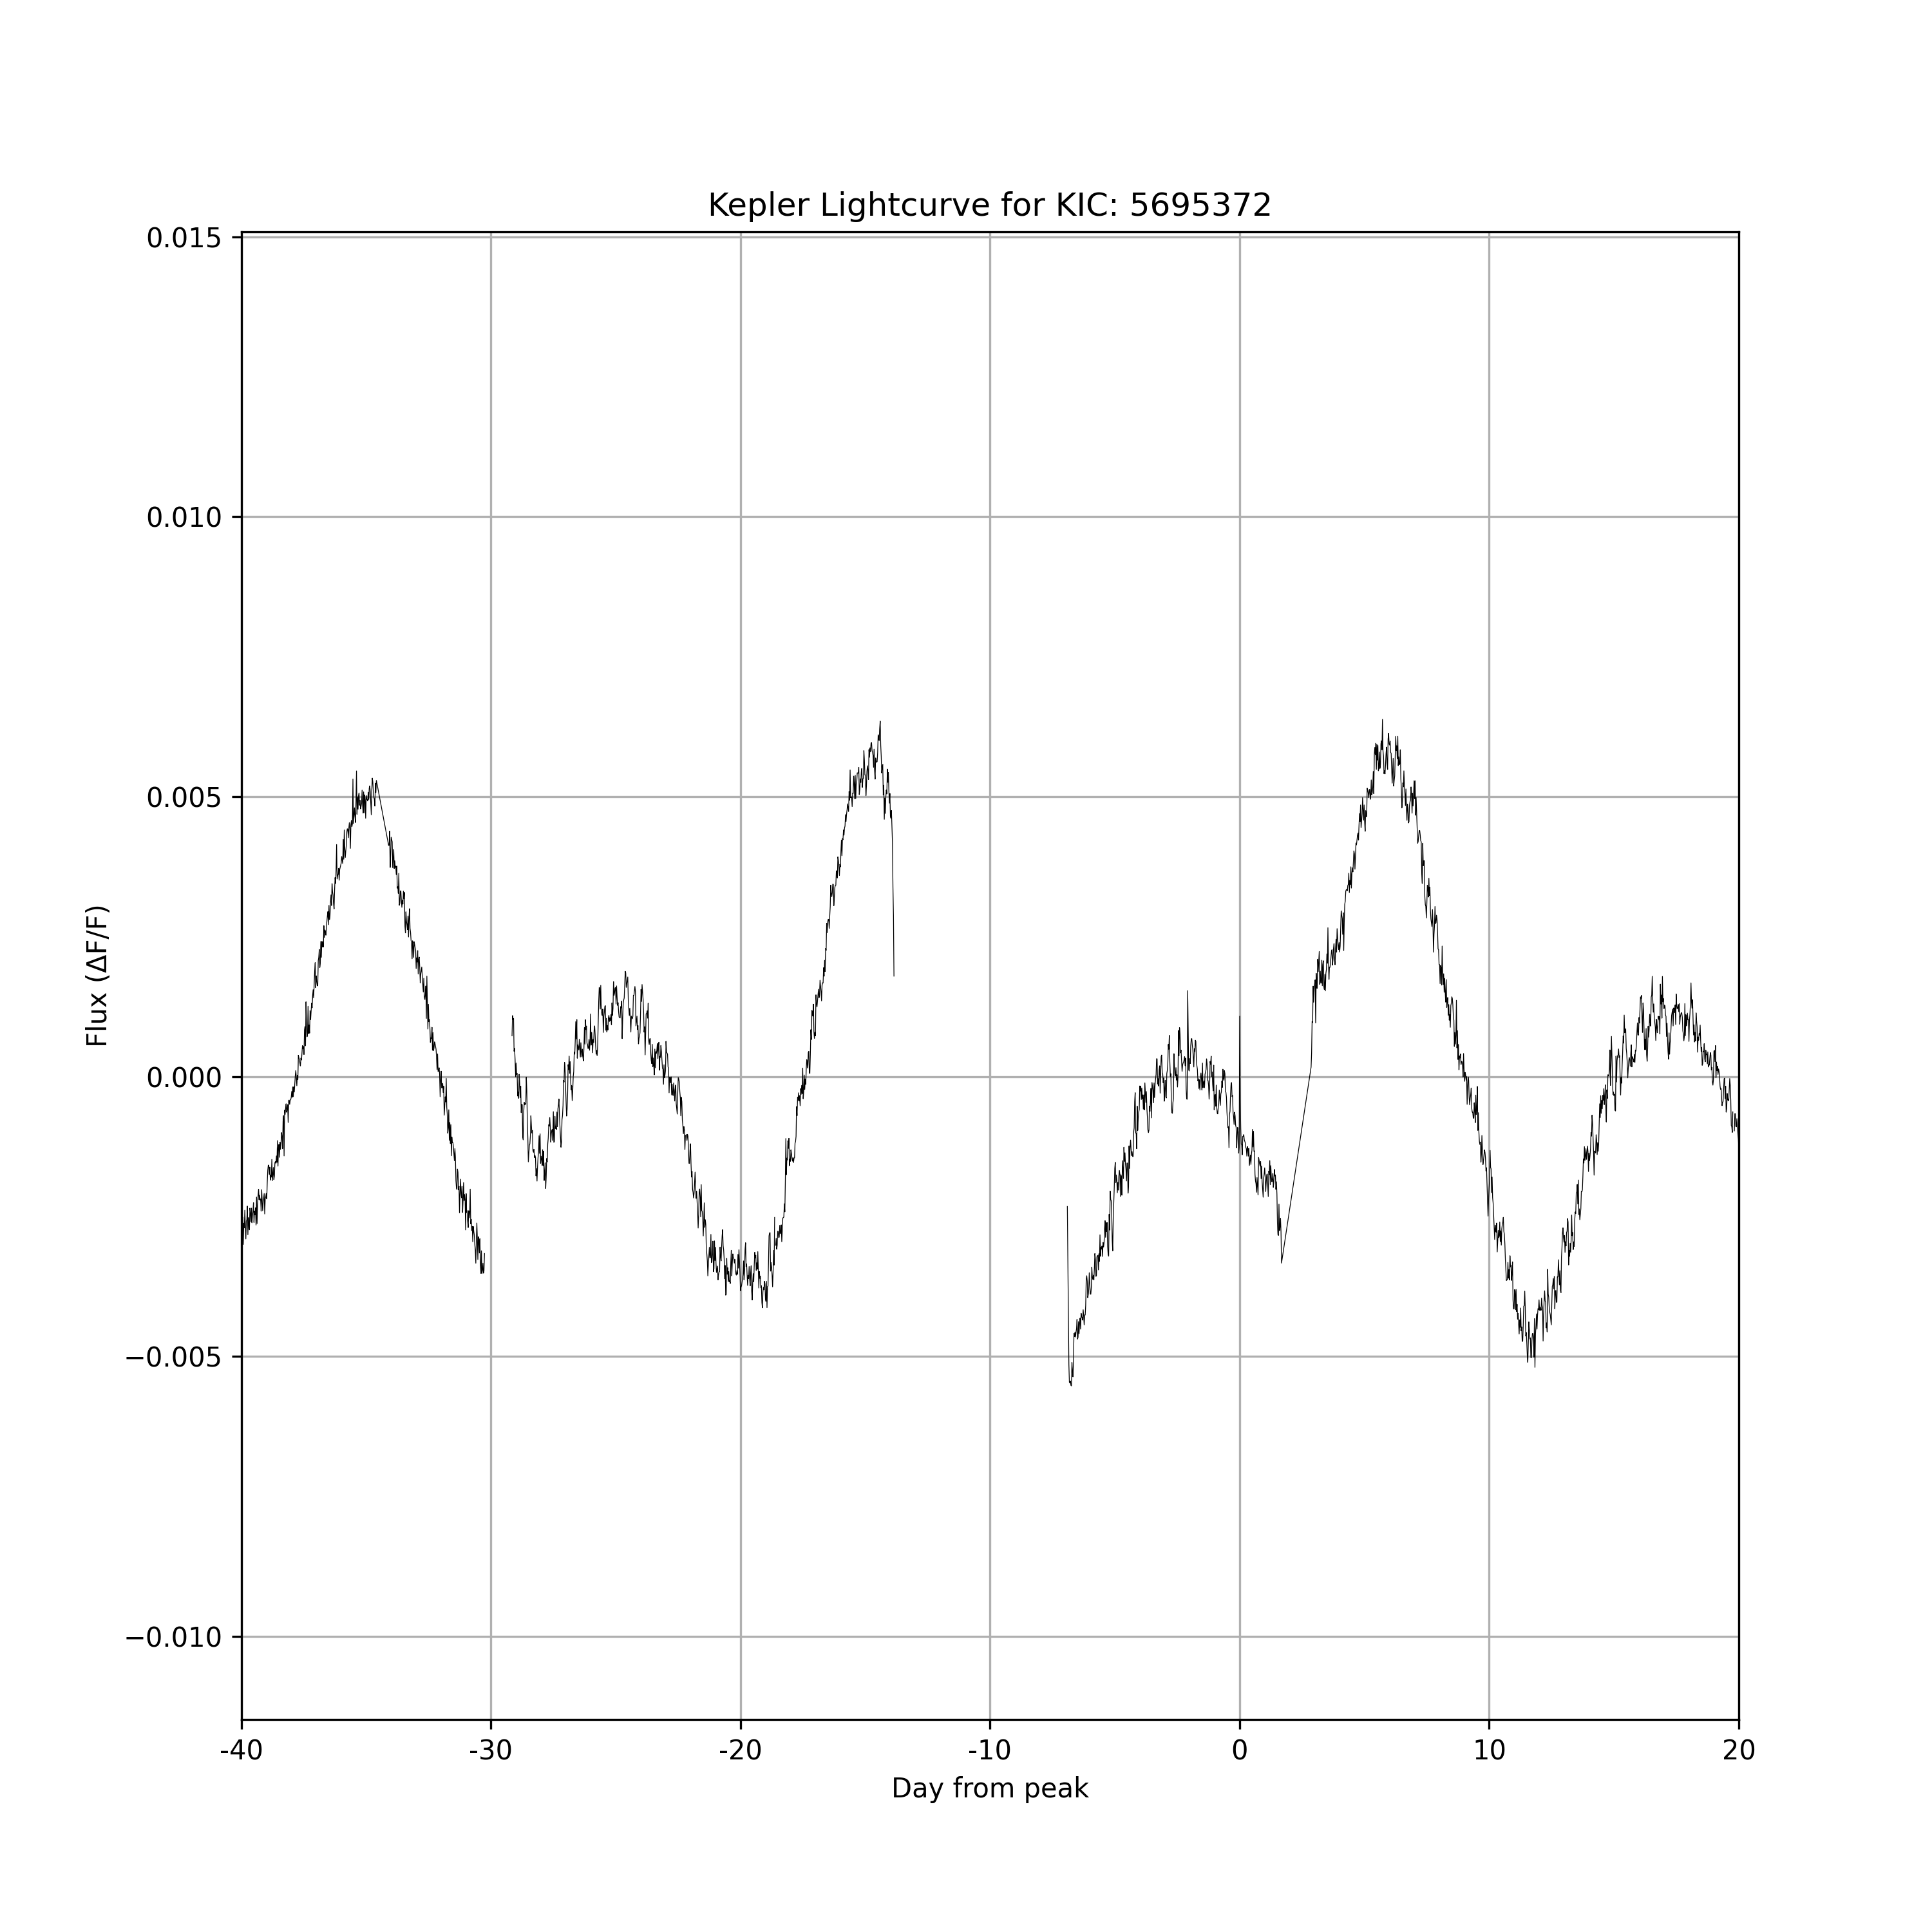 Kepler Lightcurve for KIC: 5695372
0.015
0.010
0.005
0.000
−0.005
−0.010
Flux (ΔF/F)
-40 -30 -20 -10 0 10 20
Day from peak